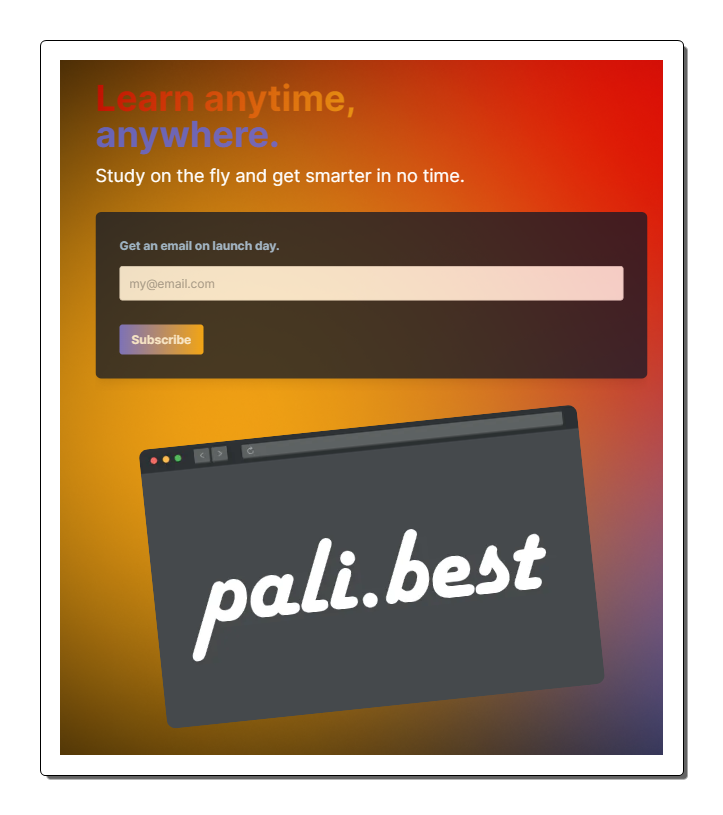 Learn anytime,
anywhere.
Study on the fly and get smarter in no time.
Get an email on launch day.
my@email.com
Subscribe
pali.best